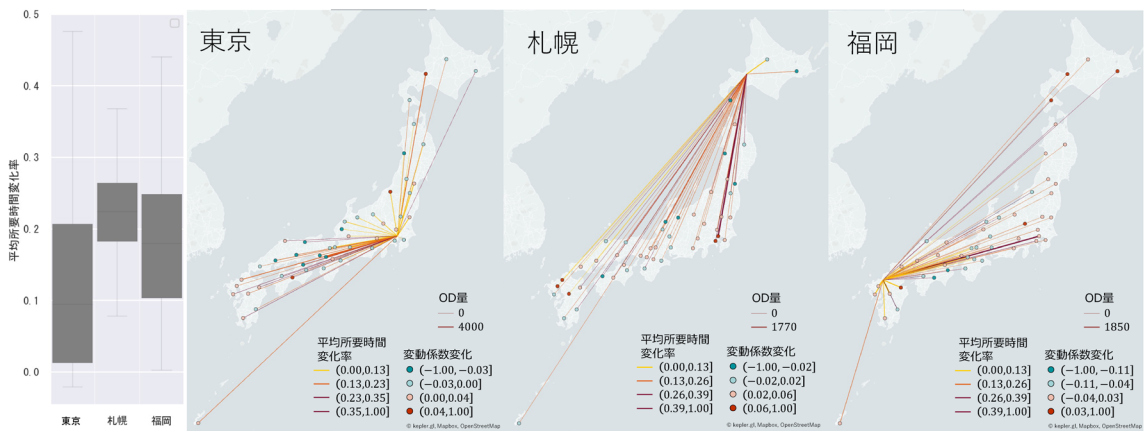 0.5
0.4
0.3
0.2
0.1
0.0
平均所要時間変化率
東京
札幌
福岡
東京
OD量
0
4000
平均所要時間
変化率
(0.00,0.13]
(0.13,0.23]
(0.23,0.35]
(0.35,1.00]
変動係数変化
(−1.00, −0.03]
(−0.03,0.00]
(0.00,0.04]
(0.04,1.00]
© kepler.gl, Mapbox, OpenStreetMap
札幌
OD量
0
1770
平均所要時間
変化率
(0.00,0.13]
(0.13,0.26]
(0.26,0.39]
(0.39,1.00]
変動係数変化
(−1.00, −0.02]
(−0.02,0.02]
(0.02,0.06]
(0.06,1.00]
© kepler.gl, Mapbox, OpenStreetMap
福岡
OD量
0
1850
平均所要時間
変化率
(0.00,0.13]
(0.13,0.26]
(0.26,0.39]
(0.39,1.00]
変動係数変化
(−1.00, −0.11]
(−0.11, −0.04]
(−0.04,0.03]
(0.03,1.00]
© kepler.gl, Mapbox, OpenStreetMap